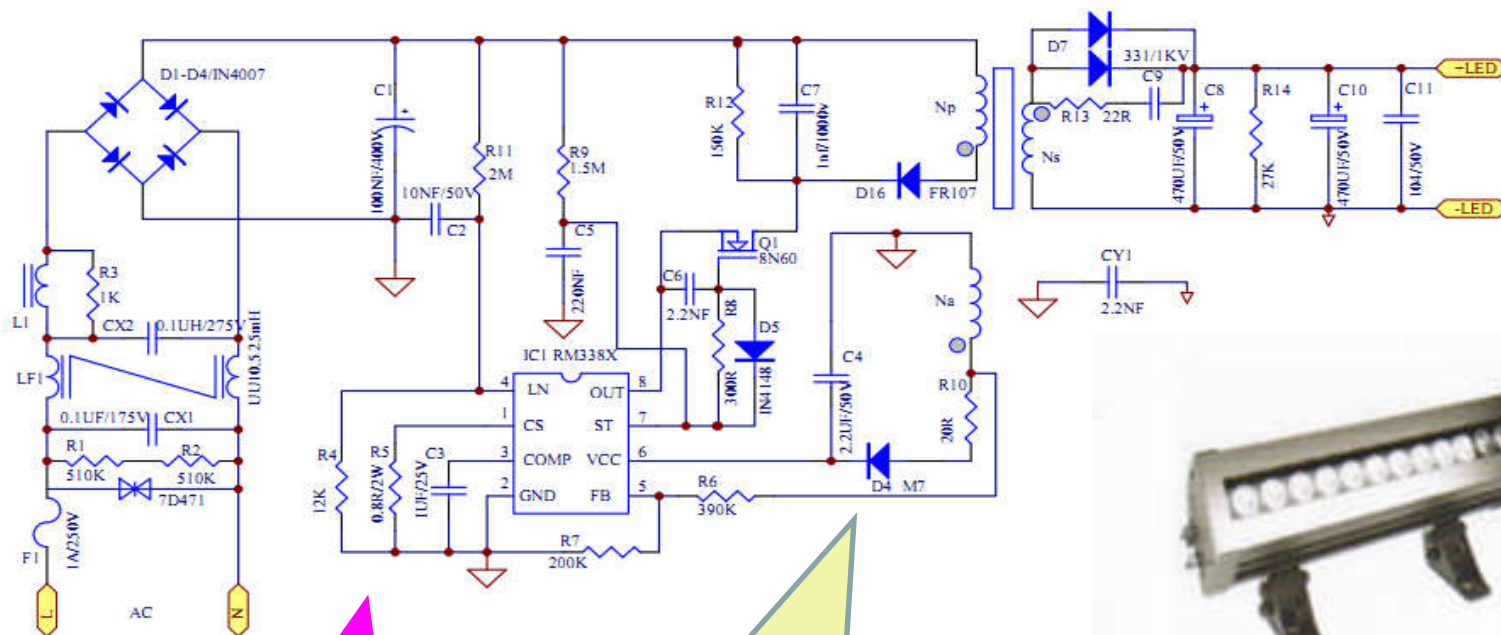 D1-D4/IN4007
C1
100NF/400V
R11
2M
10NF/50V
C2
R9
1.5M
C5
220NF
R12
150K
C7
1nf/1000v
Np
D16
FR107
D7
331/1KV
C9
R13
22R
Ns
C8
470UF/50V
R14
27K
C10
470UF/50V
C11
104/50V
+LED
-LED
Q1
8N60
C6
2.2NF
R8
300R
D5
IN4148
C4
2.2UF/50V
Na
R10
20R
D4
M7
CY1
2.2NF
R3
1K
L1
CX2
0.1UH/275V
LF1
UU10.5 25mH
0.1UF/175V
CX1
R1
510K
R2
510K
7D471
F1
1A/250V
L
AC
N
IC1 RM338X
4
LN
OUT
8
1
CS
ST
7
3
COMP
VCC
6
2
GND
FB
5
R4
12K
R5
0.8R/2W
C3
1UF/25V
R6
390K
R7
200K